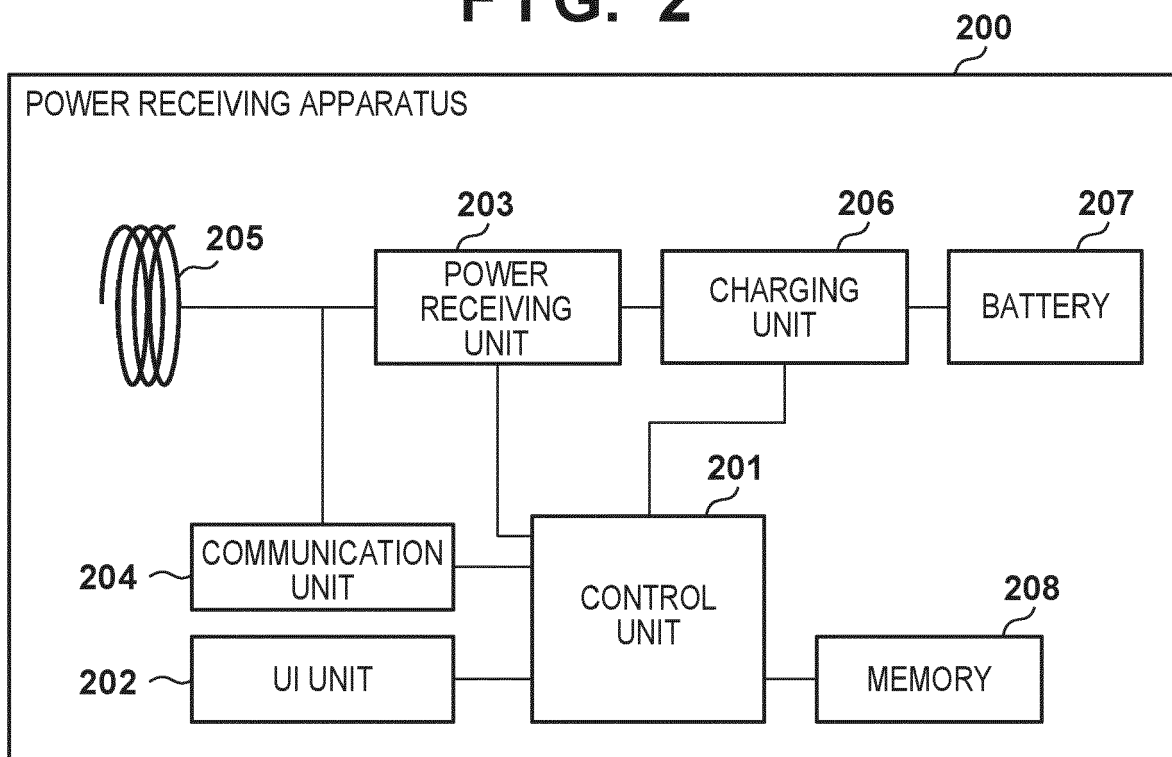 FIG. 2
200
POWER RECEIVING APPARATUS
205
203
POWER
RECEIVING
UNIT
206
CHARGING
UNIT
207
BATTERY
201
CONTROL
UNIT
204
COMMUNICATION
UNIT
202
UI UNIT
208
MEMORY